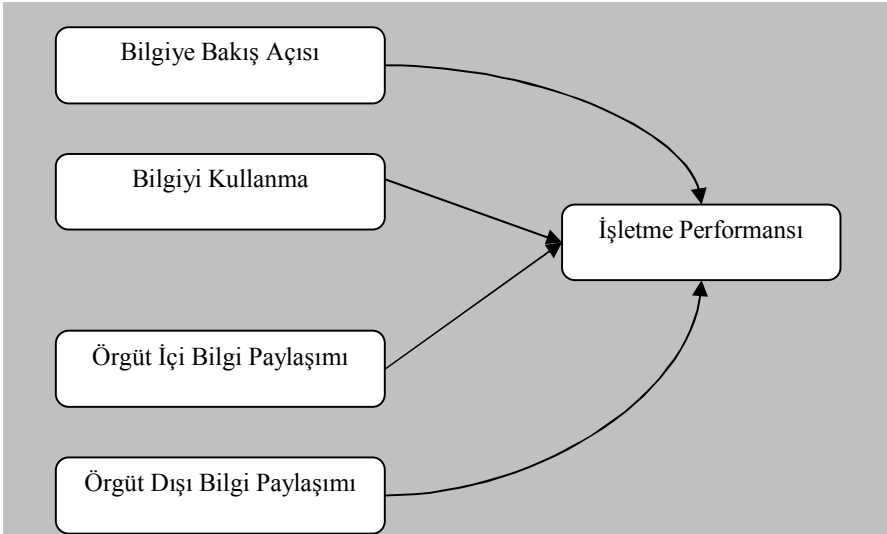 Bilgiye Bakış Açısı
Bilgiyi Kullanma
İşletme Performansı
Örgüt İçi Bilgi Paylaşımı
Örgüt Dışı Bilgi Paylaşımı